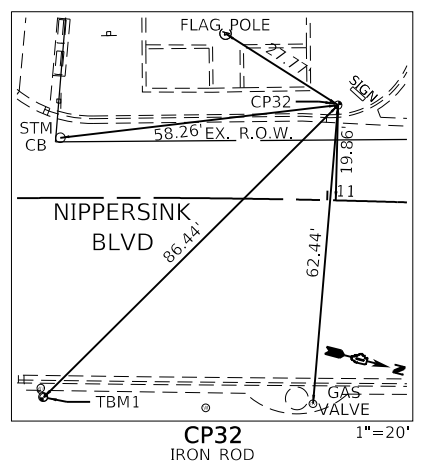 FLAG POLE
27.77'
SIGN
CP32
STM
CB
58.26'
EX. R.O.W.
19.86'
11
NIPPERSINK
BLVD
86.44'
62.44'
N
TBM1
GAS
VALVE
CP32
1"=20'
IRON ROD